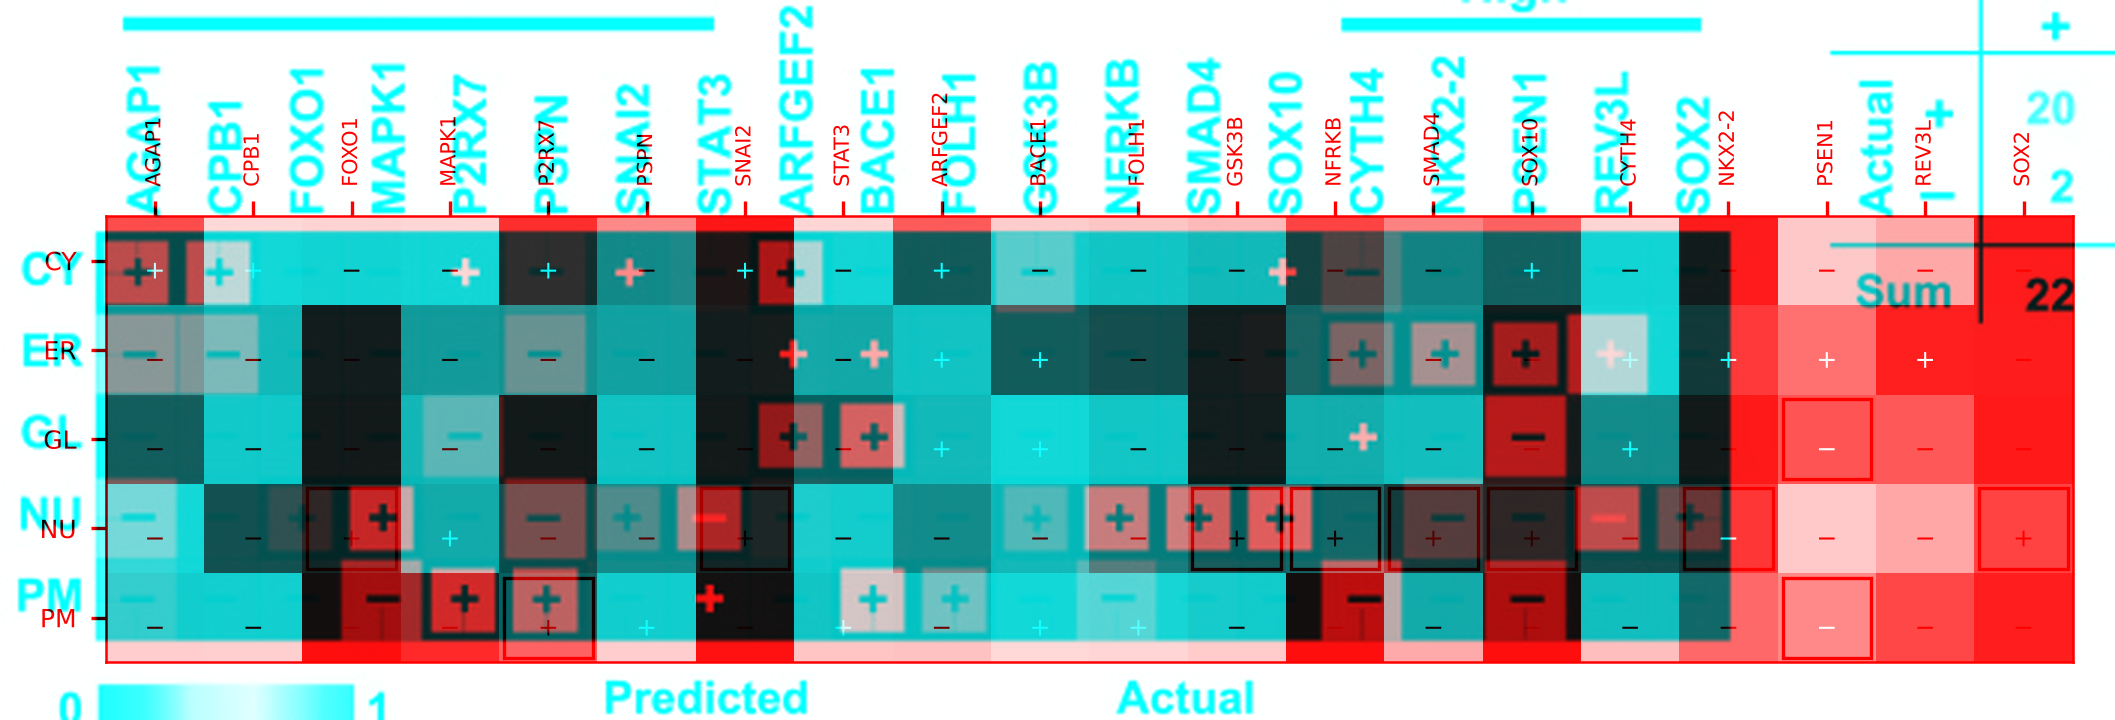 High
AGAP1 CPB1 FOXO1 MAPK1 P2RX7 PSPN SNAI2 STAT3 ARFGEF2 BACE1 FOLH1 GSK3B NFRKB SMAD4 SOX10 CYTH4 NKX2-2 PSEN1 REV3L SOX2
AGAP1 CPB1 FOXO1 MAPK1 P2RX7 PSPN SNAI2 STAT3 ARFGEF2 BACE1 FOLH1 GSK3B NFRKB SMAD4 SOX10 CYTH4 NKX2-2 PSEN1 REV3L SOX2
+
Actual + 20
− 2
Sum 22
CY
CY
ER
ER
GL
GL
NU
NU
PM
PM
0 1 Predicted Actual